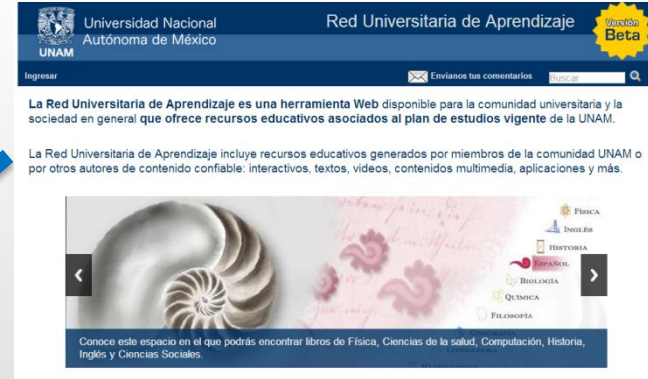 Universidad Nacional
Autónoma de México
UNAM
Red Universitaria de Aprendizaje
Versión
Beta
Ingresar
Envíanos tus comentarios
Buscar
La Red Universitaria de Aprendizaje es una herramienta Web disponible para la comunidad universitaria y la
sociedad en general que ofrece recursos educativos asociados al plan de estudios vigente de la UNAM.
La Red Universitaria de Aprendizaje incluye recursos educativos generados por miembros de la comunidad UNAM o
por otros autores de contenido confiable: interactivos, textos, videos, contenidos multimedia, aplicaciones y más.
Física
Inglés
Historia
Español
Biología
Química
Filosofía
Conoce este espacio en el que podrás encontrar libros de Física, Ciencias de la salud, Computación, Historia,
Inglés y Ciencias Sociales.